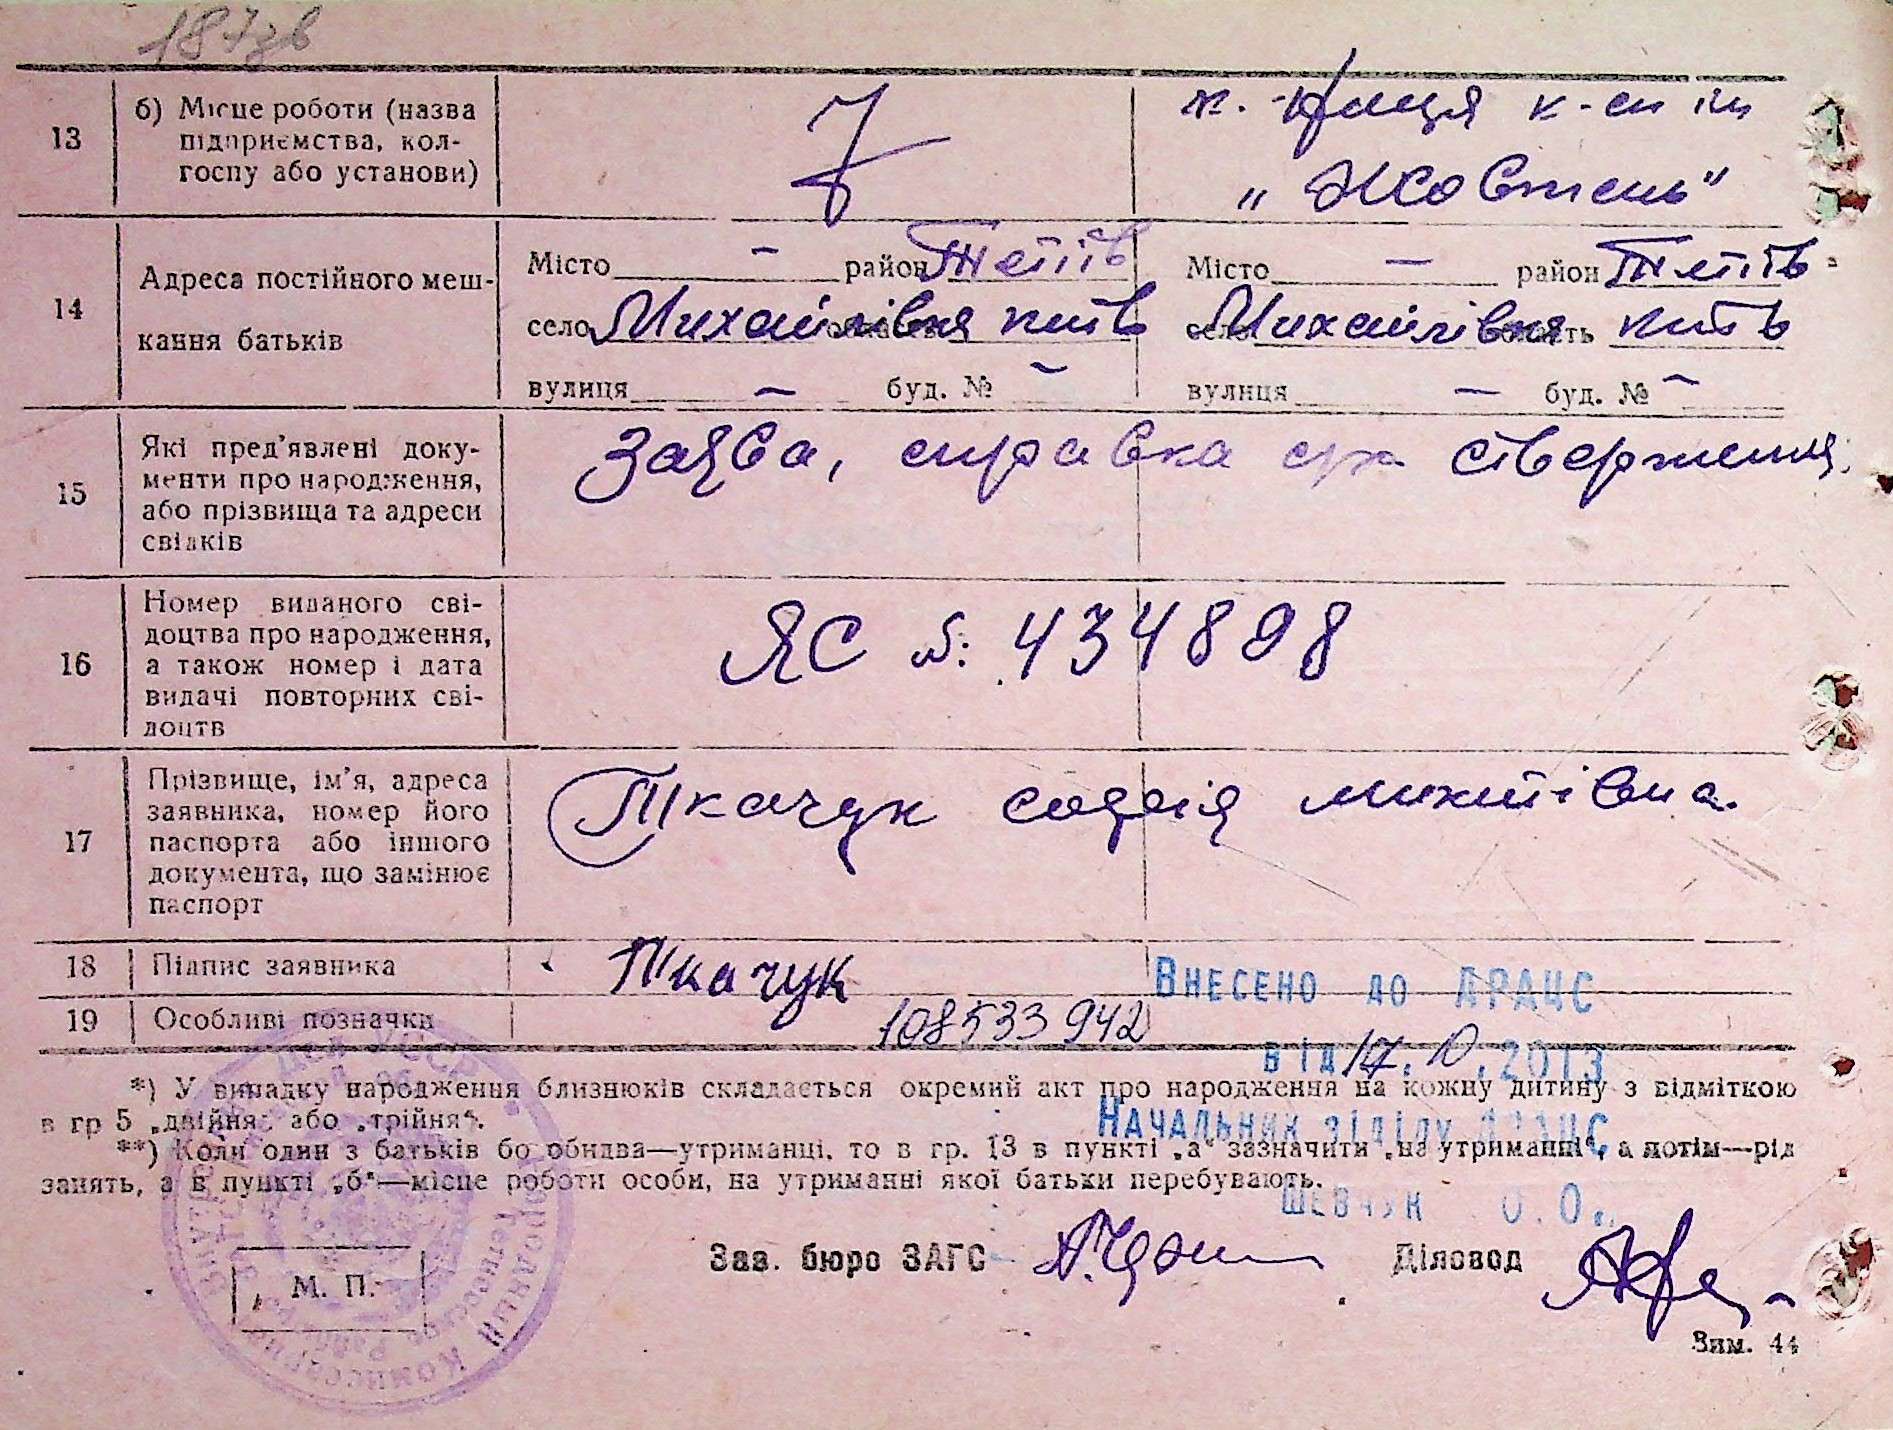 187зв
13
б) Місце роботи (назва
підприємства, кол-
госпу або установи)
"Жовтень"
14
Адреса постійного меш-
кання батьків
Місто — район Тетіїв
село Михайлівка київ
вулиця — буд. № —
Місто — район Тетіїв
село Михайлівка область київ
вулиця — буд. № —
15
Які пред'явлені доку-
менти про народження,
або прізвища та адреси
свідків
Заява, справка ствержения
16
Номер виданого сві-
доцтва про народження,
а також номер і дата
видачі повторних сві-
доцтв
ЯС №: 434898
17
Прізвище, ім'я, адреса
заявника, номер його
паспорта або іншого
документа, що замінює
паспорт
Ткачук софія микитівна.
18
Підпис заявника
Ткачук
19
Особливі позначки
108533942
Внесено до ДРАЦС
від 17.10.2013
Начальник відділу ДРАЦС
Шевчук О.О.
*) У випадку народження близнюків складається окремий акт про народження на кожну дитину з відміткою
в гр 5 „двійня" або „трійня".
**) Коли один з батьків бо обидва—утриманці, то в гр. 13 в пункті „а" зазначити „на утриманні", а потім—рід
занять, а в пункті „б"—місце роботи особи, на утриманні якої батьки перебувають.
Зав. бюро ЗАГС
Діловод
М. П.
Зим. 44